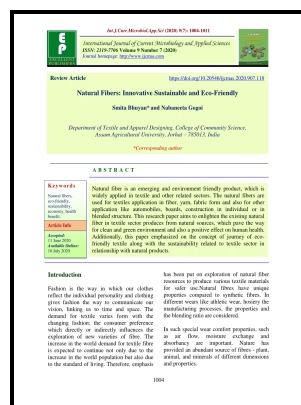 Int.J.Curr.Microbiol.App.Sci (2020) 9(7): 1004-1011
International Journal of Current Microbiology and Applied Sciences
ISSN: 2319-7706 Volume 9 Number 7 (2020)
Journal homepage: http://www.ijcmas.com
Review Article
https://doi.org/10.20546/ijcmas.2020.907.118
Natural Fibers: Innovative Sustainable and Eco-Friendly
Smita Bhuyan* and Nabaneeta Gogoi
Department of Textile and Apparel Designing, College of Community Science,
Assam Agricultural University, Jorhat – 785013, India
*Corresponding author
ABSTRACT
Keywords
Natural fibers,
eco-friendly,
sustainability,
economy, health
benefit
Article Info
Accepted:
11 June 2020
Available Online:
10 July 2020
Natural fiber is an emerging and environment friendly product, which is
widely applied in textile and other related sectors. The natural fibers are
used for textiles application in fiber, yarn, fabric form and also for other
application like automobiles, boards, construction in individual or in
blended structure. This research paper aims to enlighten the existing natural
fiber in textile sector produces from natural sources, which pave the way
for clean and green environment and also a positive effect on human health.
Additionally, this paper emphasized on the concept of journey of eco-
friendly textile along with the sustainability related to textile sector in
relationship with natural products.
Introduction
Fashion is the way in which our clothes
reflect the individual personality and clothing
gives fashion the way to communicate our
vision, linking us to time and space. The
demand for textile varies form with the
changing fashion; the consumer preference
which directly or indirectly influences the
exploration of new varieties of fibre. The
increase in the world demand for textile fibre
is expected to continue not only due to the
increase in the world population but also due
to the standard of living. Therefore, emphasis
has been put on exploration of natural fiber
resources to produce various textile materials
for safer use.Natural fibres have unique
properties compared to synthetic fibers. In
different wears like athletic wear, hosiery the
manufacturing processes, the properties and
the blending ratio are considered.
In such special wear comfort properties, such
as air flow, moisture exchange and
absorbancy are important. Nature has
provided an abundant source of fibres - plant,
animal, and minerals of different dimensions
and properties.
1004